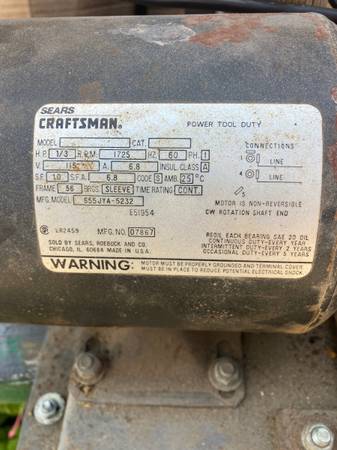 SEARS
CRAFTSMAN® POWER TOOL DUTY
MODEL CAT.
H.P. 1/3 R.P.M. 1725 HZ. 60 PH. 1
V. 115 A. 6.8 INSUL. CLASS A
S.F. 1.0 S.F.A. 6.8 CODE S AMB. 25 °C
FRAME 56 BRGS. SLEEVE TIME RATING CONT.
MFG. MODEL S55JYA-5232
E51954
LR2459 MFG. NO. 07867
SOLD BY SEARS, ROEBUCK AND CO.
CHICAGO, IL 60684 MADE IN U.S.A.
CONNECTIONS
1 LINE
4 LINE
5
MOTOR IS NON-REVERSIBLE
CW ROTATION SHAFT END
REOIL EACH BEARING SAE 20 OIL
CONTINUOUS DUTY-EVERY YEAR
INTERMITTENT DUTY-EVERY 2 YEARS
OCCASIONAL DUTY-EVERY 5 YEARS
WARNING: MOTOR MUST BE PROPERLY GROUNDED AND TERMINAL COVER
MUST BE IN PLACE TO REDUCE POTENTIAL ELECTRICAL SHOCK